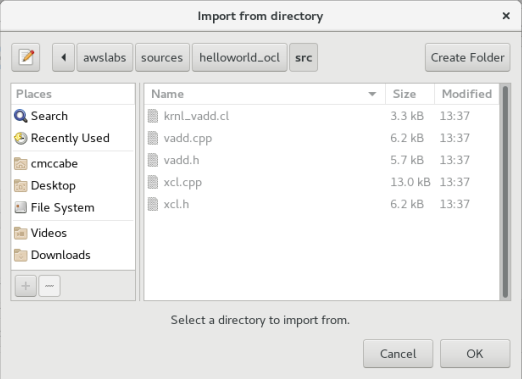 Import from directory
awslabs sources helloworld_ocl src Create Folder
Places Name Size Modified
Search krnl_vadd.cl 3.3 kB 13:37
Recently Used vadd.cpp 6.2 kB 13:37
cmccabe vadd.h 5.7 kB 13:37
Desktop xcl.cpp 13.0 kB 13:37
File System xcl.h 6.2 kB 13:37
Videos
Downloads
Select a directory to import from.
Cancel OK